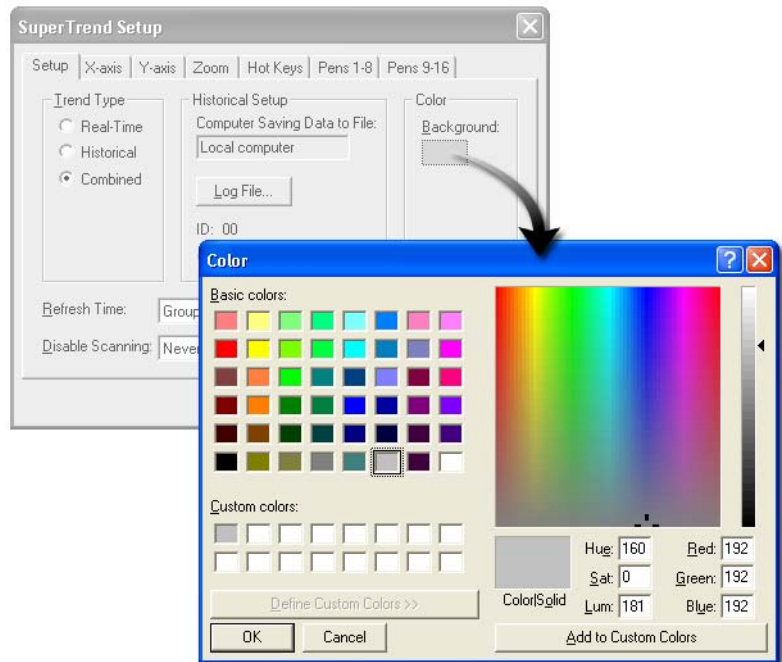 SuperTrend Setup
Setup X-axis Y-axis Zoom Hot Keys Pens 1-8 Pens 9-16
Trend Type
Real-Time
Historical
Combined
Historical Setup
Computer Saving Data to File:
Local computer
Log File...
ID: 00
Color
Background:
Refresh Time:
Group
Disable Scanning:
Never
Color
Basic colors:
Custom colors:
Define Custom Colors >>
OK Cancel
Color|Solid
Hue: 160
Sat: 0
Lum: 181
Red: 192
Green: 192
Blue: 192
Add to Custom Colors